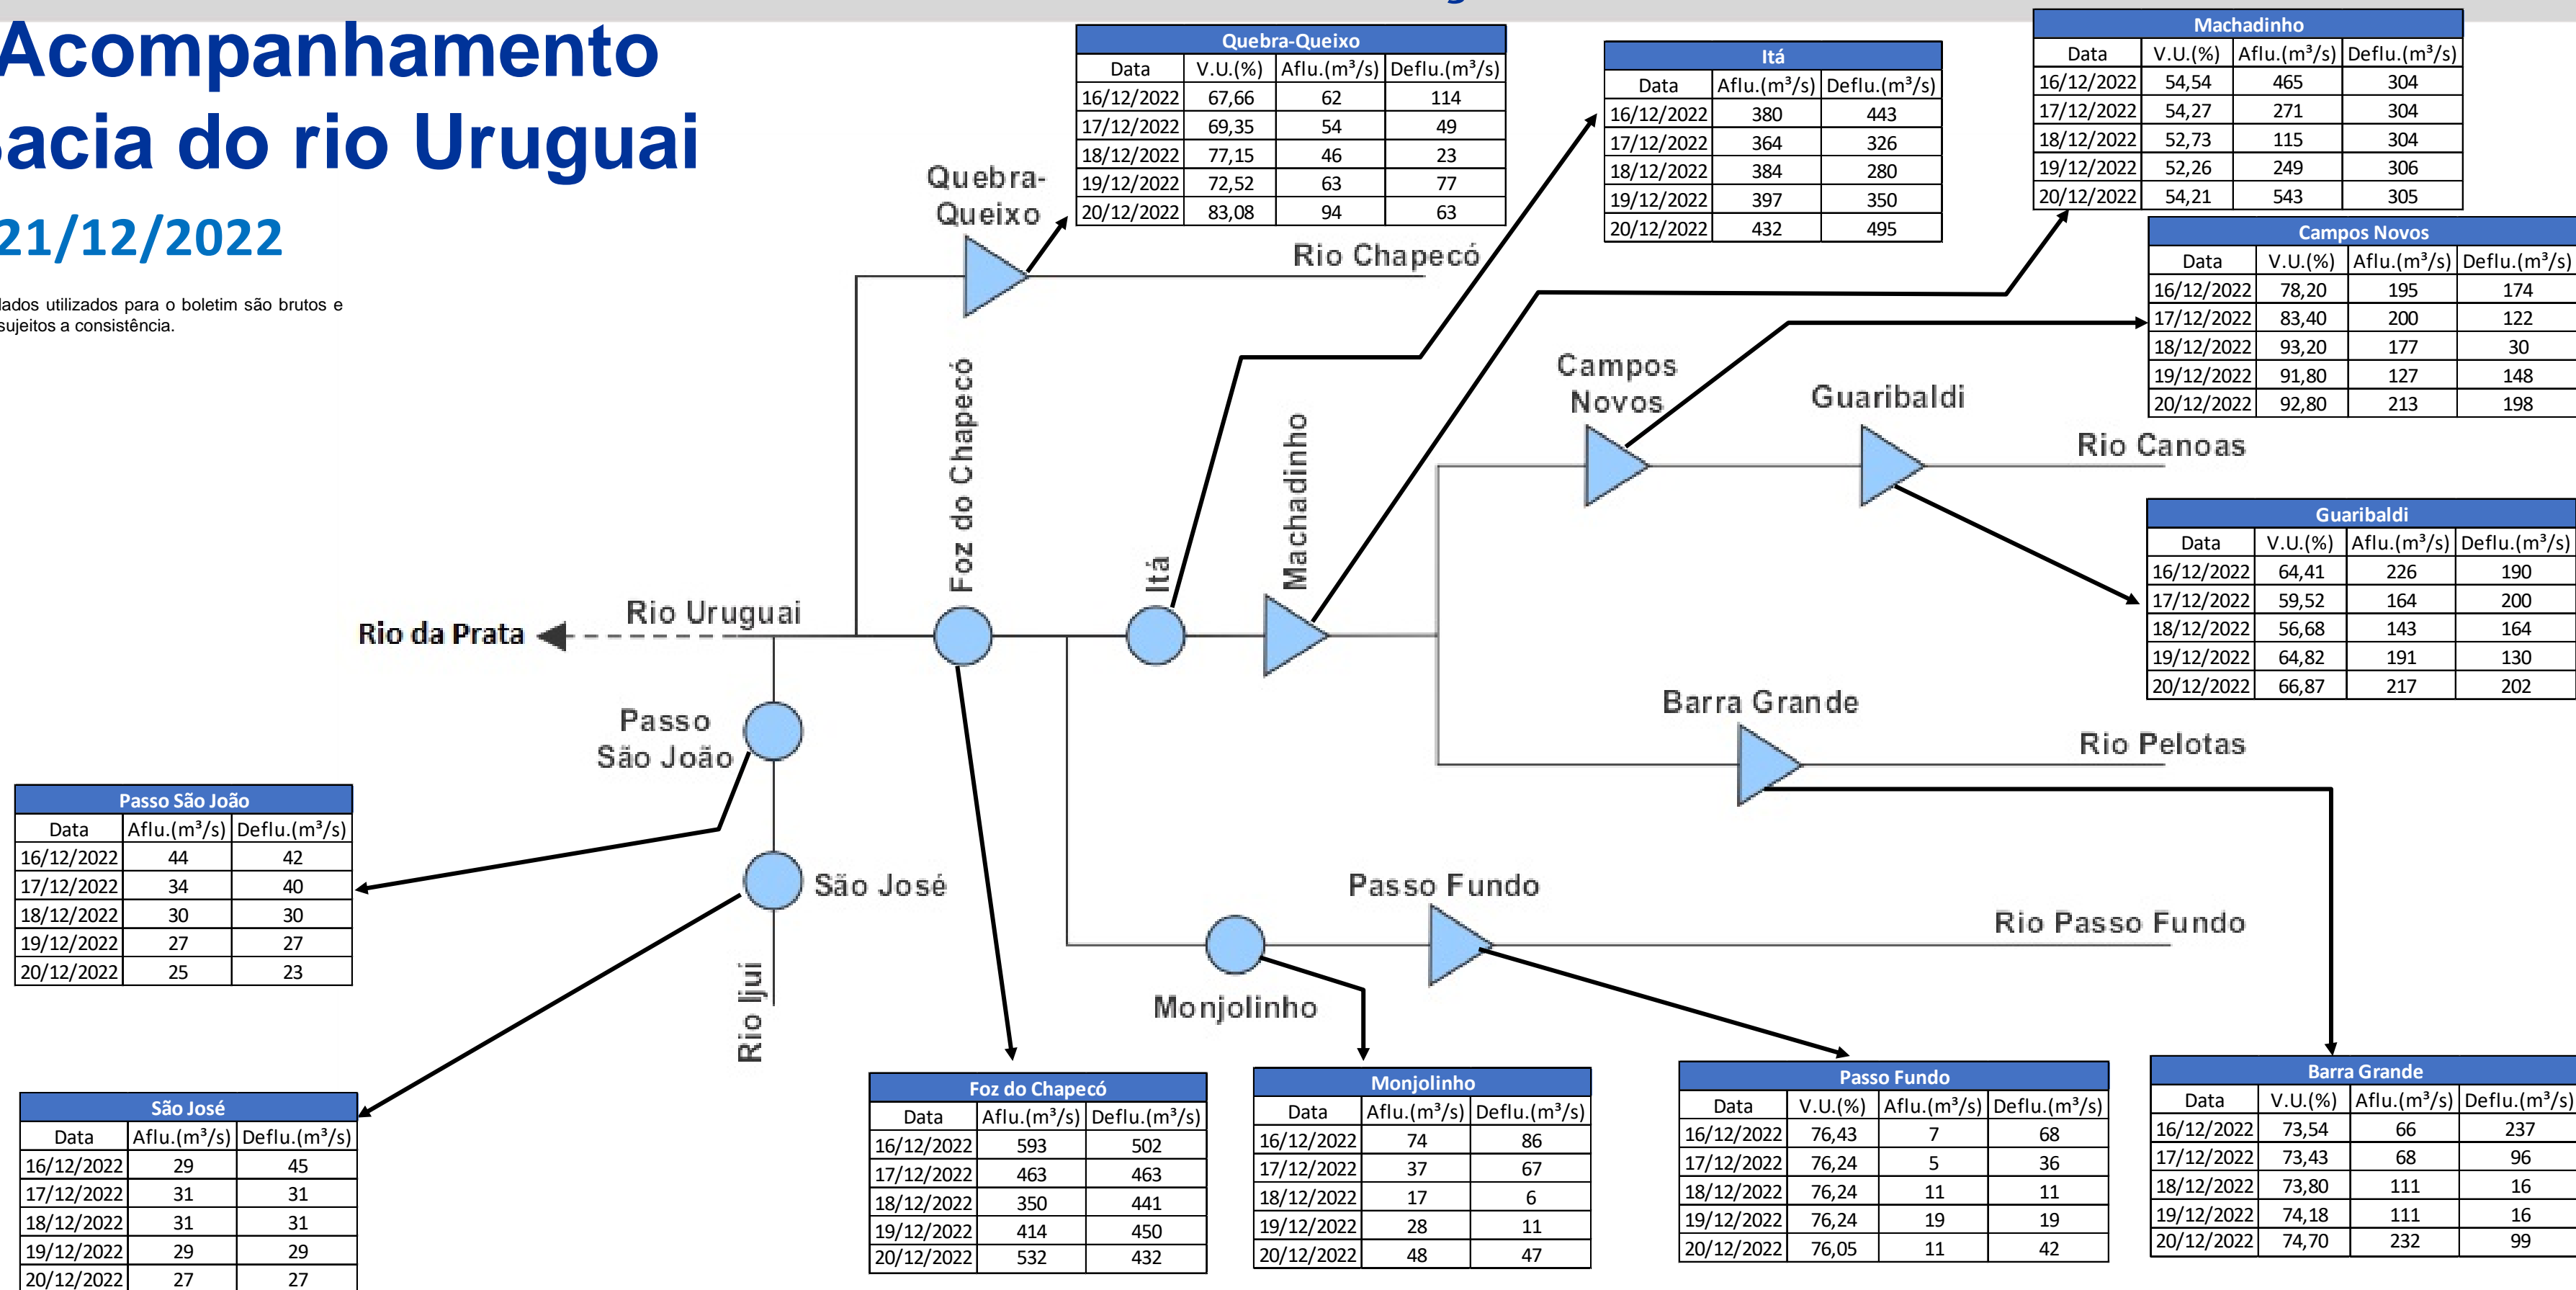 Acompanhamento
acia do rio Uruguai
21/12/2022
dados utilizados para o boletim são brutos e
sujeitos a consistência.
Quebra-Queixo
Data V.U.(%) Aflu.(m³/s) Deflu.(m³/s)
16/12/2022 67,66 62 114
17/12/2022 69,35 54 49
18/12/2022 77,15 46 23
19/12/2022 72,52 63 77
20/12/2022 83,08 94 63
Itá
Data Aflu.(m³/s) Deflu.(m³/s)
16/12/2022 380 443
17/12/2022 364 326
18/12/2022 384 280
19/12/2022 397 350
20/12/2022 432 495
Machadinho
Data V.U.(%) Aflu.(m³/s) Deflu.(m³/s)
16/12/2022 54,54 465 304
17/12/2022 54,27 271 304
18/12/2022 52,73 115 304
19/12/2022 52,26 249 306
20/12/2022 54,21 543 305
Campos Novos
Data V.U.(%) Aflu.(m³/s) Deflu.(m³/s)
16/12/2022 78,20 195 174
17/12/2022 83,40 200 122
18/12/2022 93,20 177 30
19/12/2022 91,80 127 148
20/12/2022 92,80 213 198
Quebra-
Queixo
Rio Chapecó
Foz do Chapecó
Itá
Machadinho
Campos
Novos
Guaribaldi
Rio Canoas
Guaribaldi
Data V.U.(%) Aflu.(m³/s) Deflu.(m³/s)
16/12/2022 64,41 226 190
17/12/2022 59,52 164 200
18/12/2022 56,68 143 164
19/12/2022 64,82 191 130
20/12/2022 66,87 217 202
Rio da Prata
Rio Uruguai
Passo
São João
Barra Grande
Rio Pelotas
São José
Rio Ijuí
Passo Fundo
Rio Passo Fundo
Monjolinho
Passo São João
Data Aflu.(m³/s) Deflu.(m³/s)
16/12/2022 44 42
17/12/2022 34 40
18/12/2022 30 30
19/12/2022 27 27
20/12/2022 25 23
São José
Data Aflu.(m³/s) Deflu.(m³/s)
16/12/2022 29 45
17/12/2022 31 31
18/12/2022 31 31
19/12/2022 29 29
20/12/2022 27 27
Foz do Chapecó
Data Aflu.(m³/s) Deflu.(m³/s)
16/12/2022 593 502
17/12/2022 463 463
18/12/2022 350 441
19/12/2022 414 450
20/12/2022 532 432
Monjolinho
Data Aflu.(m³/s) Deflu.(m³/s)
16/12/2022 74 86
17/12/2022 37 67
18/12/2022 17 6
19/12/2022 28 11
20/12/2022 48 47
Passo Fundo
Data V.U.(%) Aflu.(m³/s) Deflu.(m³/s)
16/12/2022 76,43 7 68
17/12/2022 76,24 5 36
18/12/2022 76,24 11 11
19/12/2022 76,24 19 19
20/12/2022 76,05 11 42
Barra Grande
Data V.U.(%) Aflu.(m³/s) Deflu.(m³/s)
16/12/2022 73,54 66 237
17/12/2022 73,43 68 96
18/12/2022 73,80 111 16
19/12/2022 74,18 111 16
20/12/2022 74,70 232 99